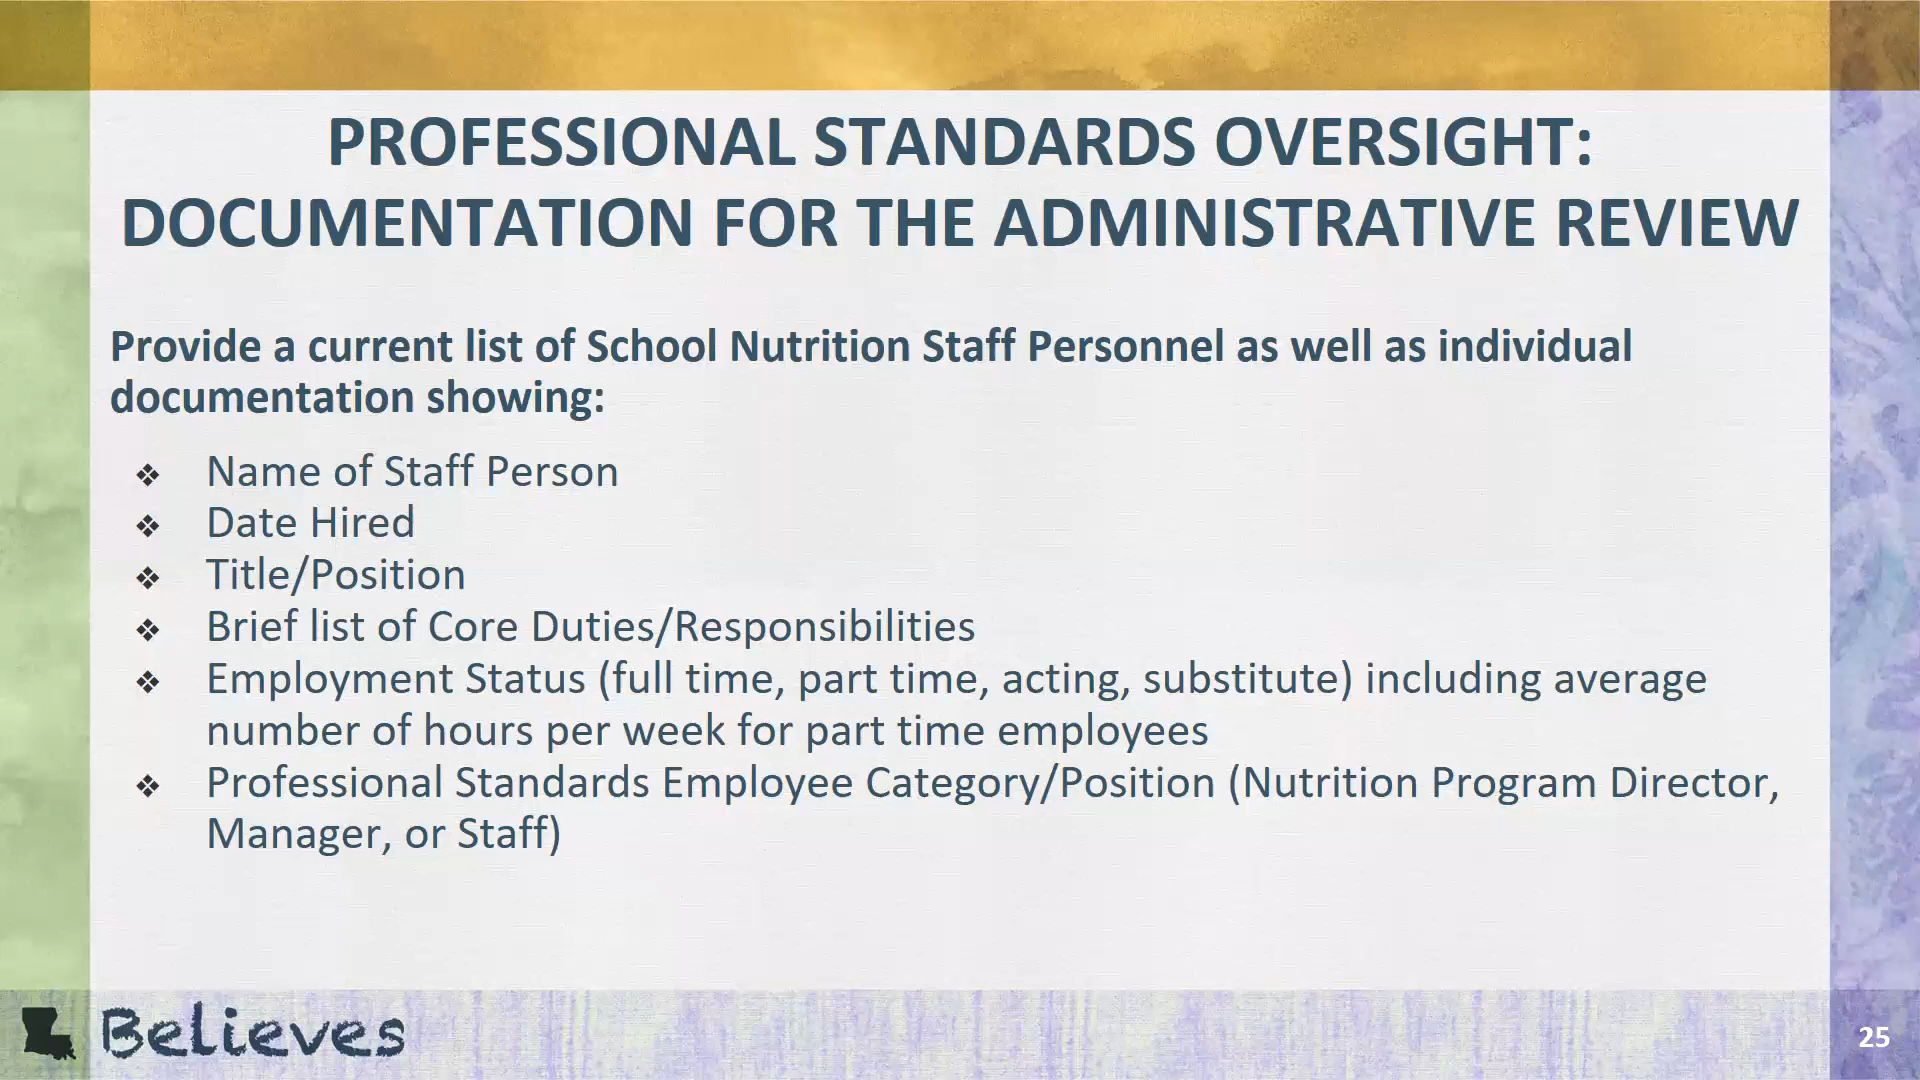 PROFESSIONAL STANDARDS OVERSIGHT:
DOCUMENTATION FOR THE ADMINISTRATIVE REVIEW
Provide a current list of School Nutrition Staff Personnel as well as individual
documentation showing:
❖ Name of Staff Person
❖ Date Hired
❖ Title/Position
❖ Brief list of Core Duties/Responsibilities
❖ Employment Status (full time, part time, acting, substitute) including average
number of hours per week for part time employees
❖ Professional Standards Employee Category/Position (Nutrition Program Director,
Manager, or Staff)
Believes
25